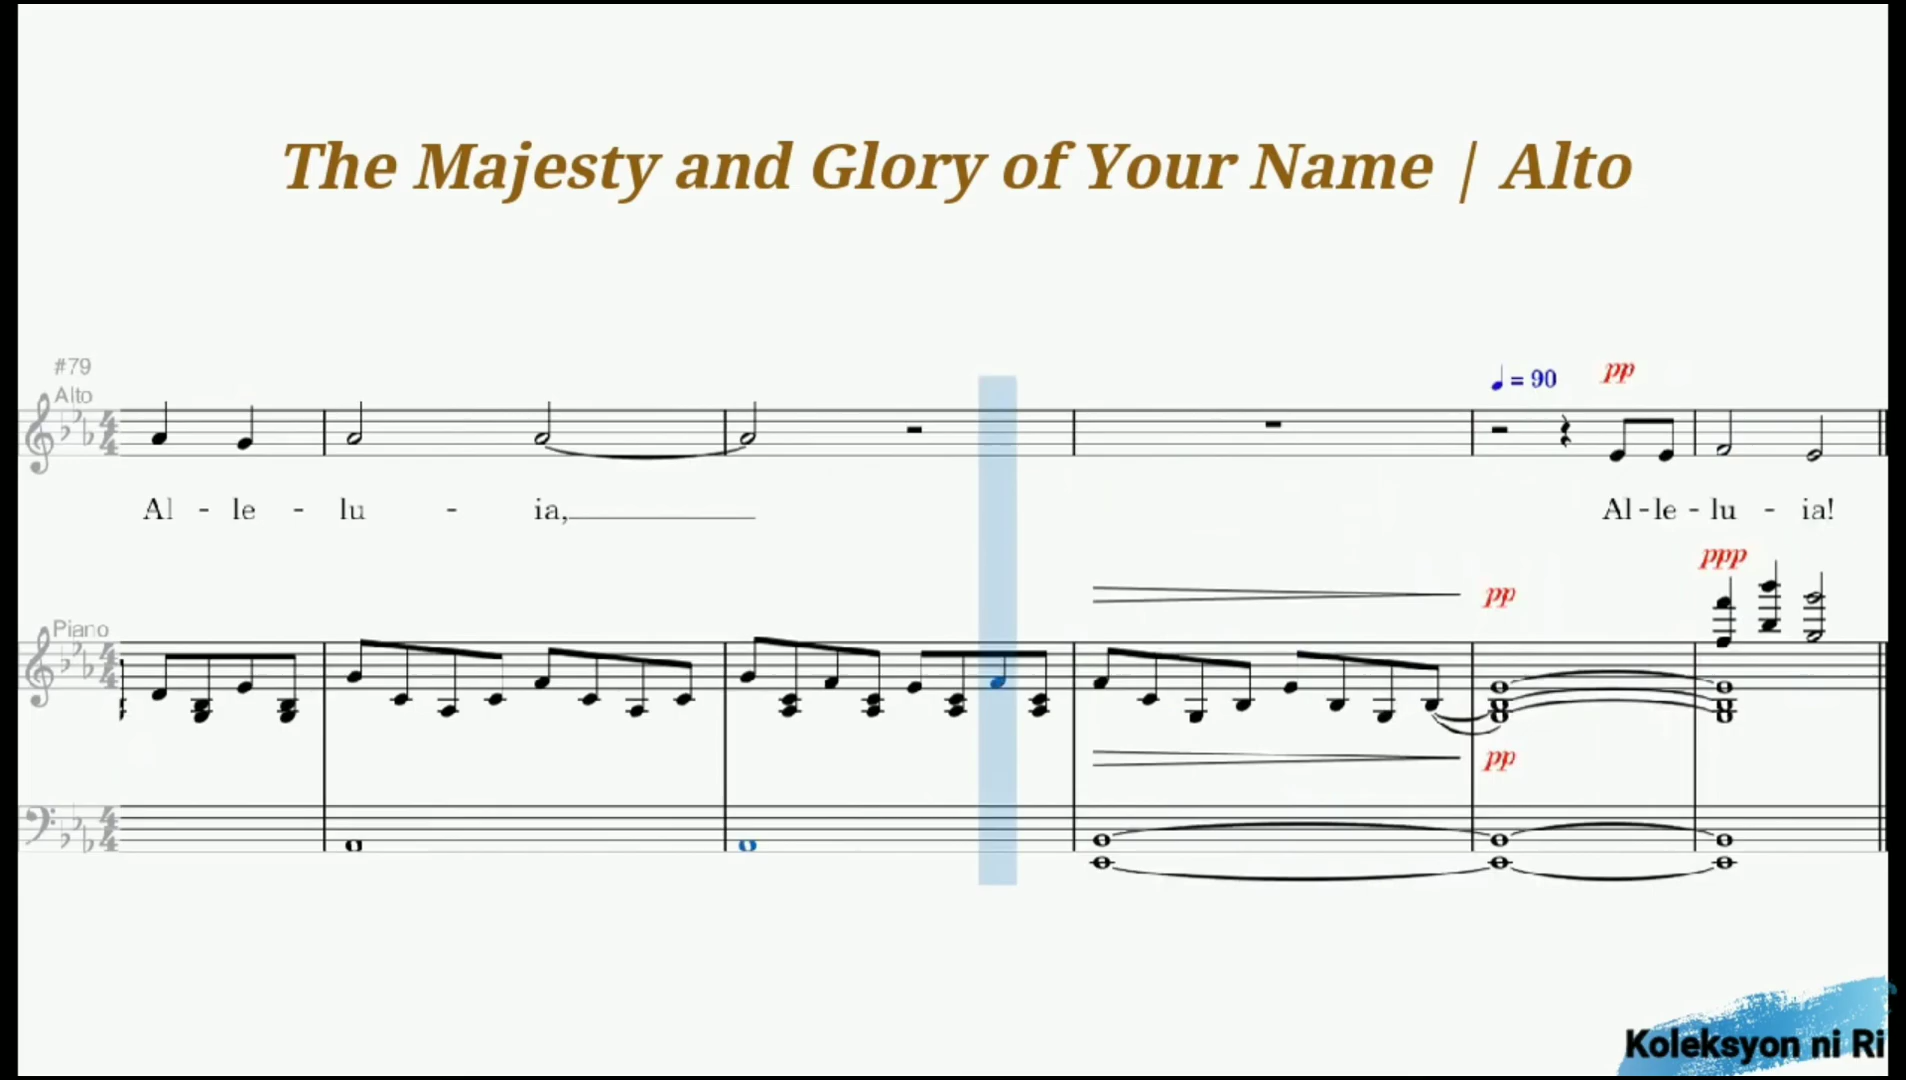 The Majesty and Glory of Your Name | Alto
#79
Alto
♩ = 90 pp
Al - le - lu - ia, Al - le - lu - ia!
ppp
pp
Piano
pp
Koleksyon ni Ri